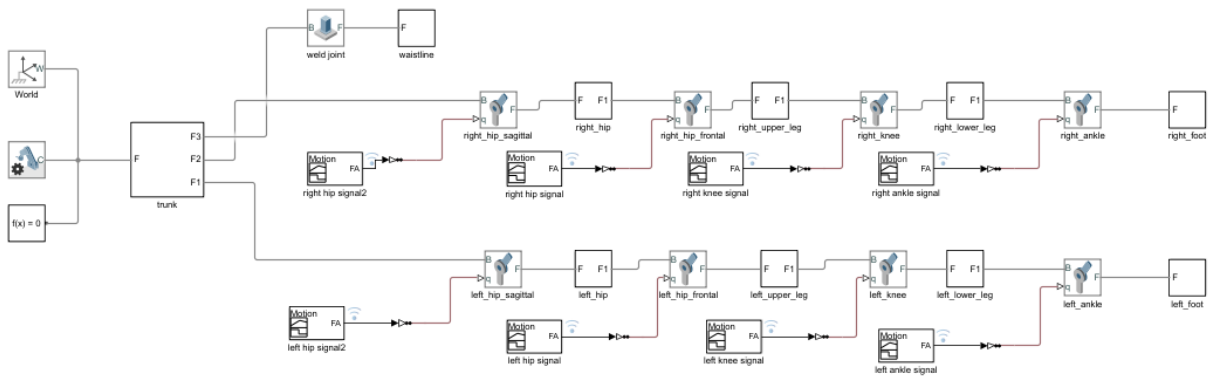 B F
weld joint
F
waistline
W
World
C
f(x) = 0
F
F3
F2
F1
trunk
B F
q
right_hip_sagittal
F F1
right_hip
B F
q
right_hip_frontal
F F1
right_upper_leg
B F
q
right_knee
F F1
right_lower_leg
B F
q
right_ankle
F
right_foot
Motion
FA
right hip signal2
Motion
FA
right hip signal
Motion
FA
right knee signal
Motion
FA
right ankle signal
B F
q
left_hip_sagittal
F F1
left_hip
B F
q
left_hip_frontal
F F1
left_upper_leg
B F
q
left_knee
F F1
left_lower_leg
B F
q
left_ankle
F
left_foot
Motion
FA
left hip signal2
Motion
FA
left hip signal
Motion
FA
left knee signal
Motion
FA
left ankle signal